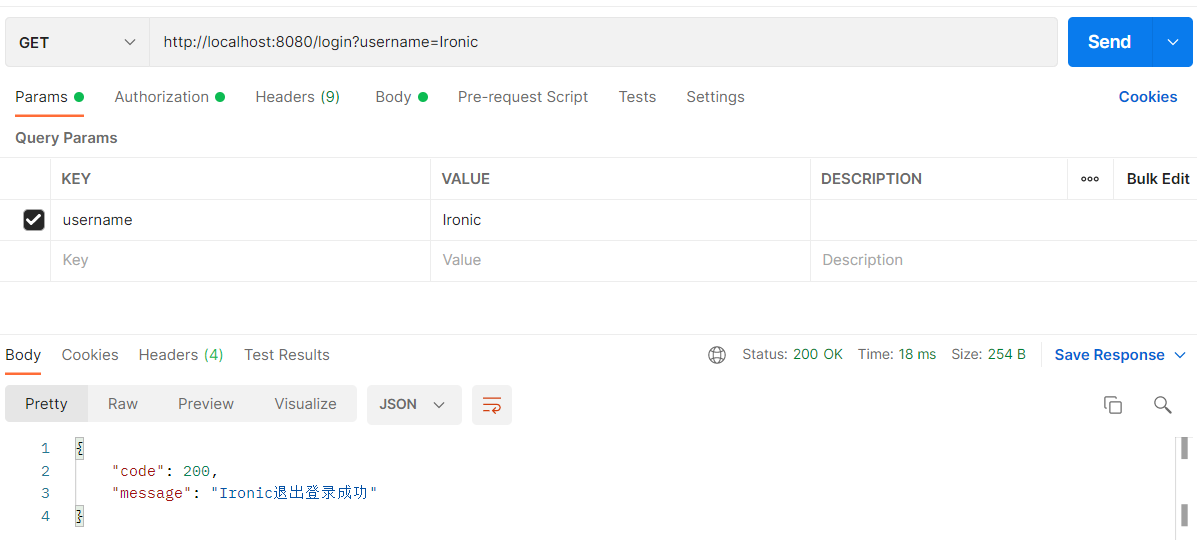 GET http://localhost:8080/login?username=Ironic Send
Params Authorization Headers (9) Body Pre-request Script Tests Settings Cookies
Query Params
KEY VALUE DESCRIPTION ooo Bulk Edit
username Ironic
Key Value Description
Body Cookies Headers (4) Test Results Status: 200 OK Time: 18 ms Size: 254 B Save Response
Pretty Raw Preview Visualize JSON
1 {
2 "code": 200,
3 "message": "Ironic退出登录成功"
4 }